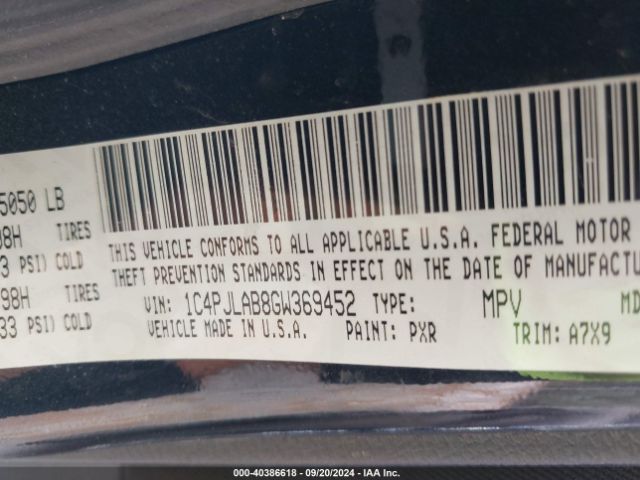 5050 LB
98H TIRES
3 PSI) COLD
98H TIRES
33 PSI) COLD
THIS VEHICLE CONFORMS TO ALL APPLICABLE U.S.A. FEDERAL MOTOR
THEFT PREVENTION STANDARDS IN EFFECT ON THE DATE OF MANUFACTU
VIN: 1C4PJLAB8GW369452 TYPE: MPV MD
VEHICLE MADE IN U.S.A. PAINT: PXR TRIM: A7X9
000-40386618 - 09/20/2024 - IAA Inc.